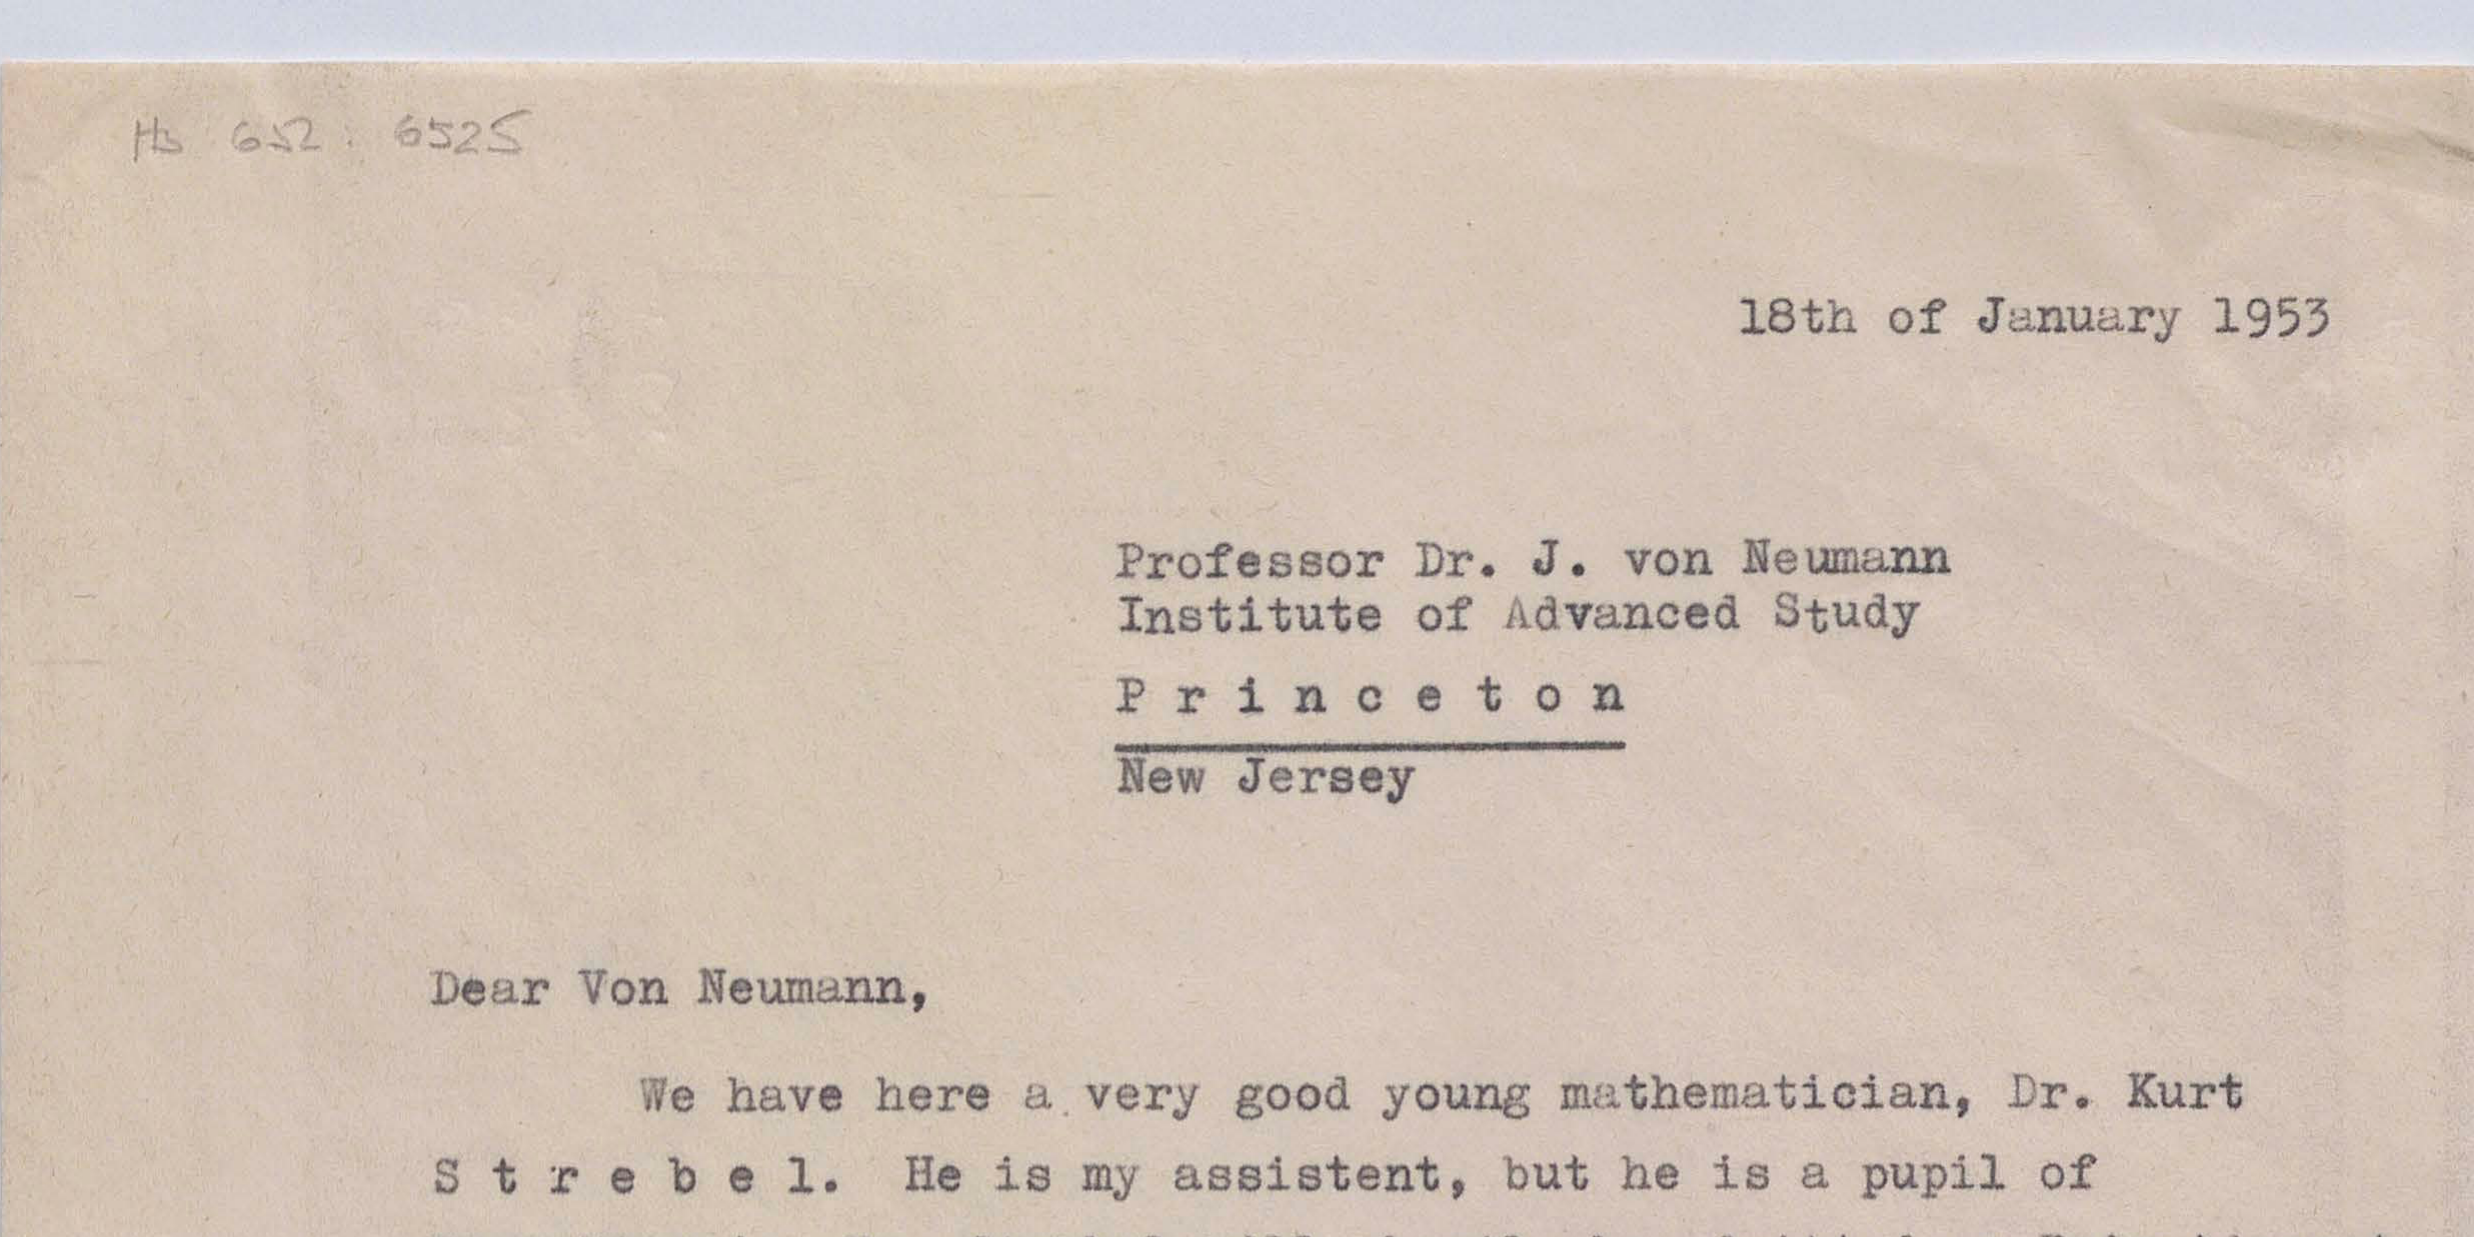 Hs 652: 6525
18th of January 1953
Professor Dr. J. von Neumann
Institute of Advanced Study
P r i n c e t o n
New Jersey
Dear Von Neumann,
We have here a very good young mathematician, Dr. Kurt
S t r e b e l. He is my assistent, but he is a pupil of